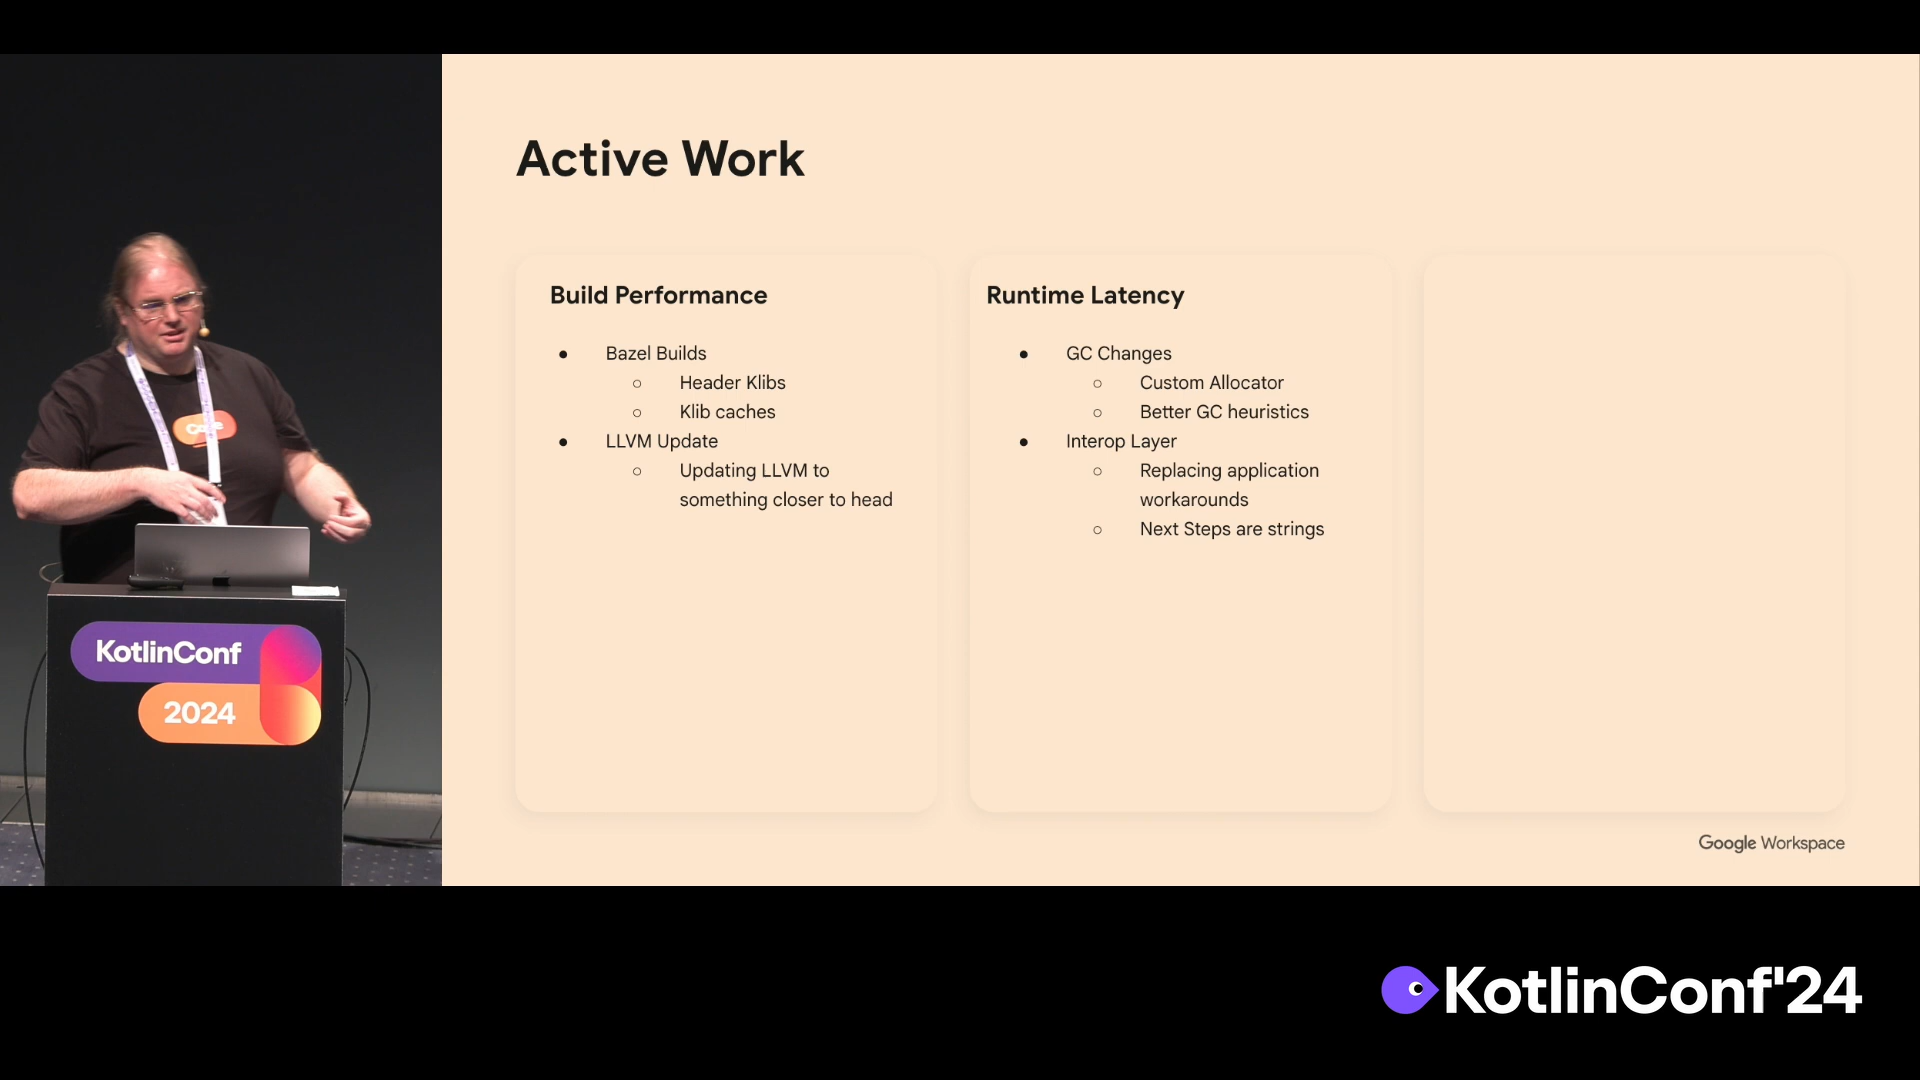 Active Work
Build Performance
Bazel Builds
Header Klibs
Klib caches
LLVM Update
Updating LLVM to
something closer to head
Runtime Latency
GC Changes
Custom Allocator
Better GC heuristics
Interop Layer
Replacing application
workarounds
Next Steps are strings
Google Workspace
KotlinConf
2024
KotlinConf'24